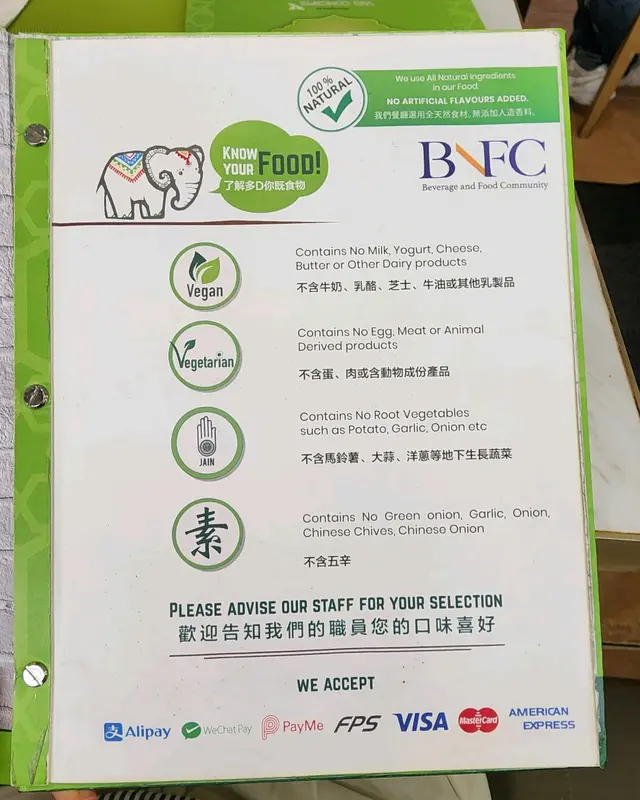 100%
NATURAL
We use All Natural Ingredients
in our Food.
NO ARTIFICIAL FLAVOURS ADDED.
我們餐廳選用全天然食材, 無添加人造香料.
KNOW
YOUR FOOD!
了解多D你既食物
BNFC
Beverage and Food Community
Vegan
Contains No Milk, Yogurt, Cheese,
Butter or Other Dairy products
不含牛奶、乳酪、芝士、牛油或其他乳製品
Vegetarian
Contains No Egg, Meat or Animal
Derived products
不含蛋、肉或含動物成份產品
JAIN
Contains No Root Vegetables
such as Potato, Garlic, Onion etc
不含馬鈴薯、大蒜、洋蔥等地下生長蔬菜
素
Contains No Green onion, Garlic, Onion,
Chinese Chives, Chinese Onion
不含五辛
PLEASE ADVISE OUR STAFF FOR YOUR SELECTION
歡迎告知我們的職員您的口味喜好
WE ACCEPT
Alipay WeChat Pay PayMe FPS VISA MasterCard AMERICAN EXPRESS